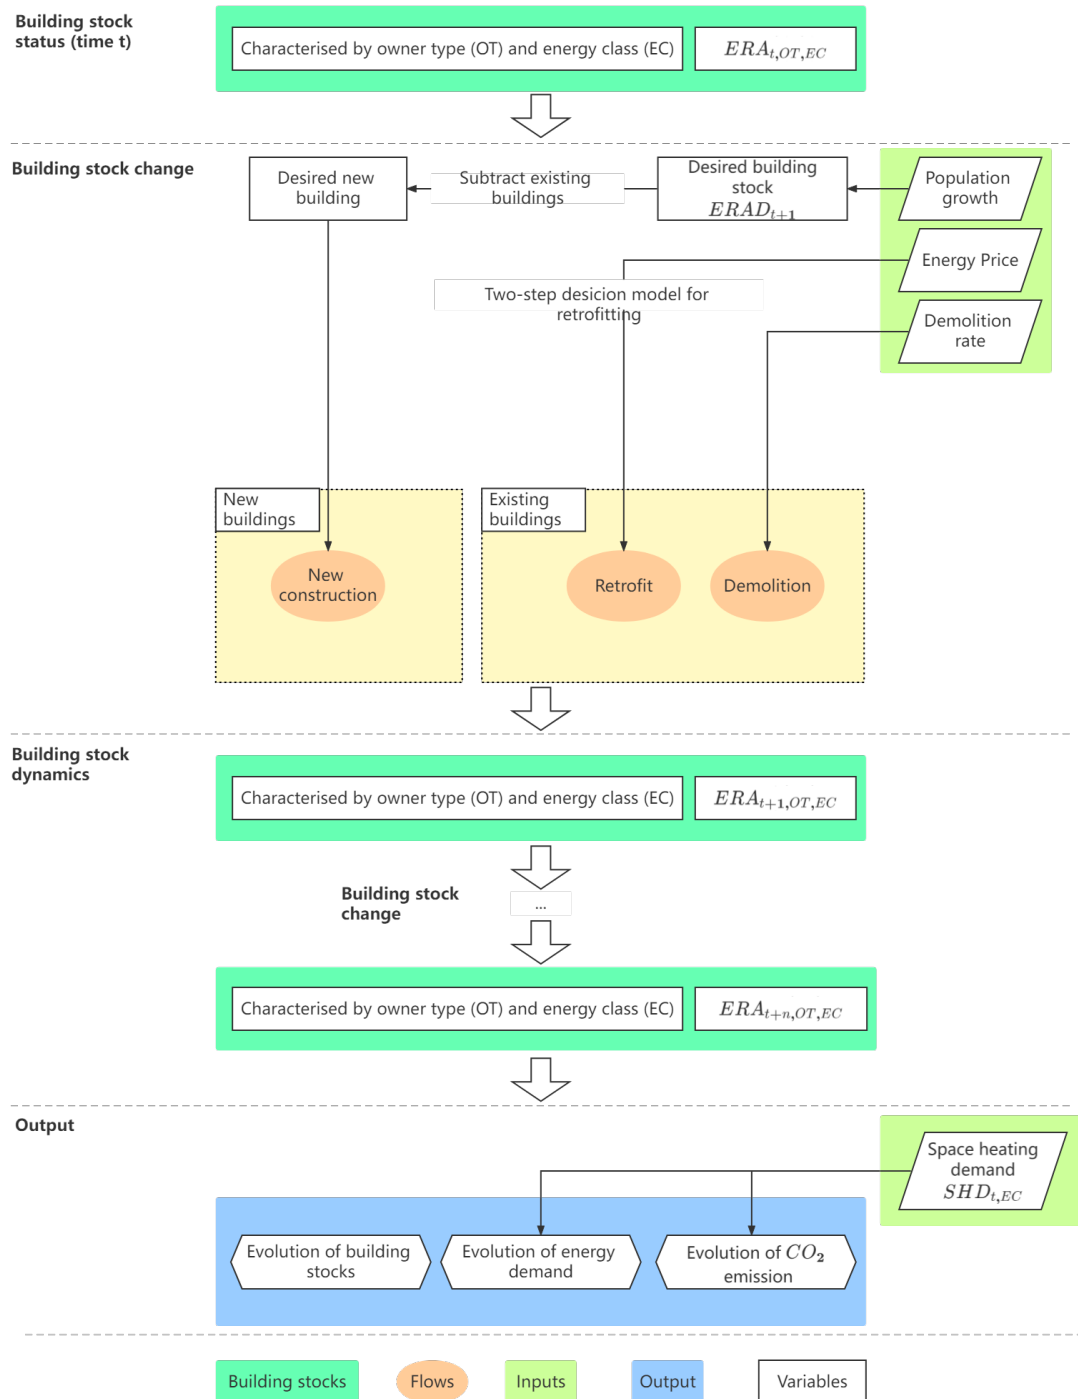 Building stock
status (time t)
Characterised by owner type (OT) and energy class (EC)
ERA_{t,OT,EC}
Building stock change
Desired new
building
Subtract existing
buildings
Desired building
stock
ERAD_{t+1}
Population
growth
Energy Price
Two-step desicion model for
retrofitting
Demolition
rate
New
buildings
Existing
buildings
New
construction
Retrofit
Demolition
Building stock
dynamics
Characterised by owner type (OT) and energy class (EC)
ERA_{t+1,OT,EC}
Building stock
change
...
Characterised by owner type (OT) and energy class (EC)
ERA_{t+n,OT,EC}
Output
Space heating
demand
SHD_{t,EC}
Evolution of building
stocks
Evolution of energy
demand
Evolution of CO_2
emission
Building stocks
Flows
Inputs
Output
Variables